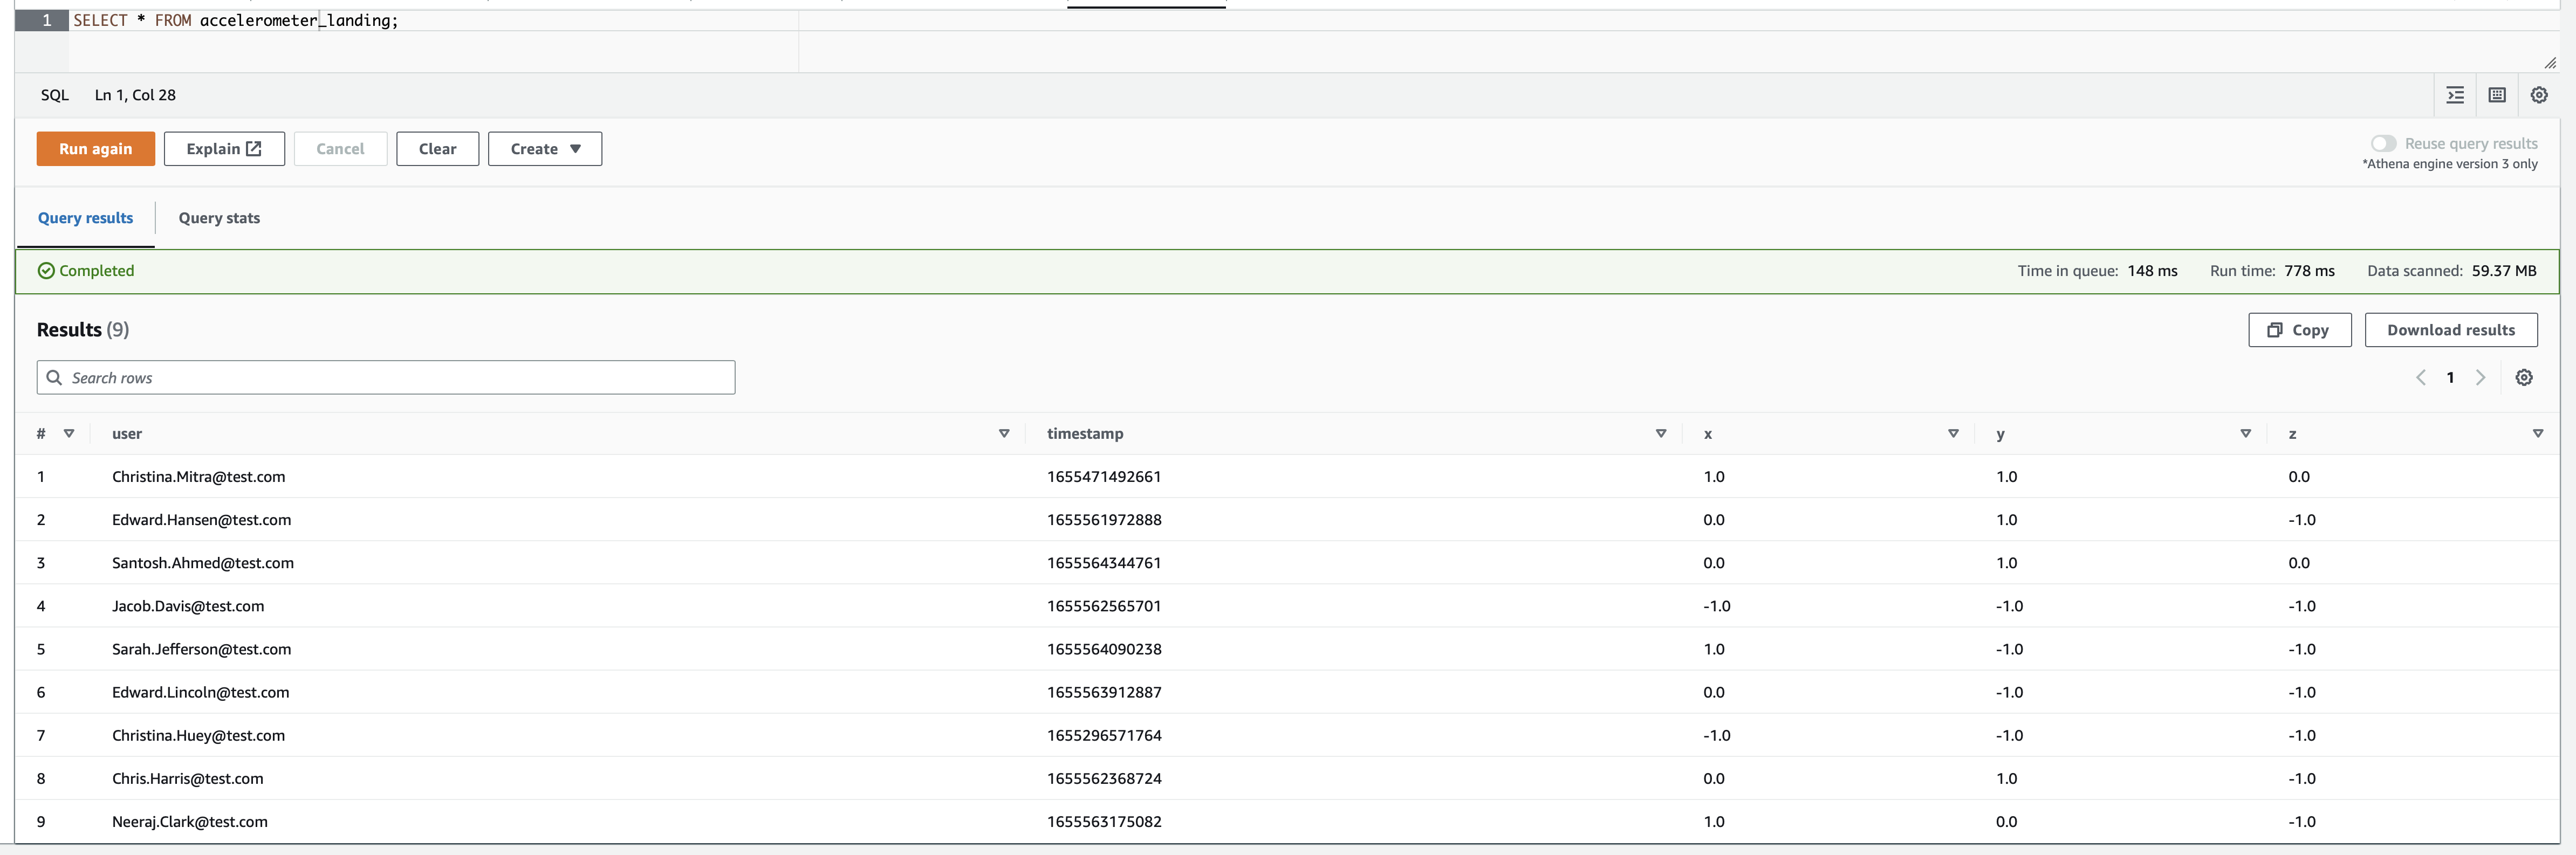 1 SELECT * FROM accelerometer_landing;
SQL Ln 1, Col 28
Run again Explain Cancel Clear Create
Reuse query results
*Athena engine version 3 only
Query results Query stats
Completed Time in queue: 148 ms Run time: 778 ms Data scanned: 59.37 MB
Results (9) Copy Download results
Search rows 1
# user timestamp x y z
1 Christina.Mitra@test.com 1655471492661 1.0 1.0 0.0
2 Edward.Hansen@test.com 1655561972888 0.0 1.0 -1.0
3 Santosh.Ahmed@test.com 1655564344761 0.0 1.0 0.0
4 Jacob.Davis@test.com 1655562565701 -1.0 -1.0 -1.0
5 Sarah.Jefferson@test.com 1655564090238 1.0 -1.0 -1.0
6 Edward.Lincoln@test.com 1655563912887 0.0 -1.0 -1.0
7 Christina.Huey@test.com 1655296571764 -1.0 -1.0 -1.0
8 Chris.Harris@test.com 1655562368724 0.0 1.0 -1.0
9 Neeraj.Clark@test.com 1655563175082 1.0 0.0 -1.0